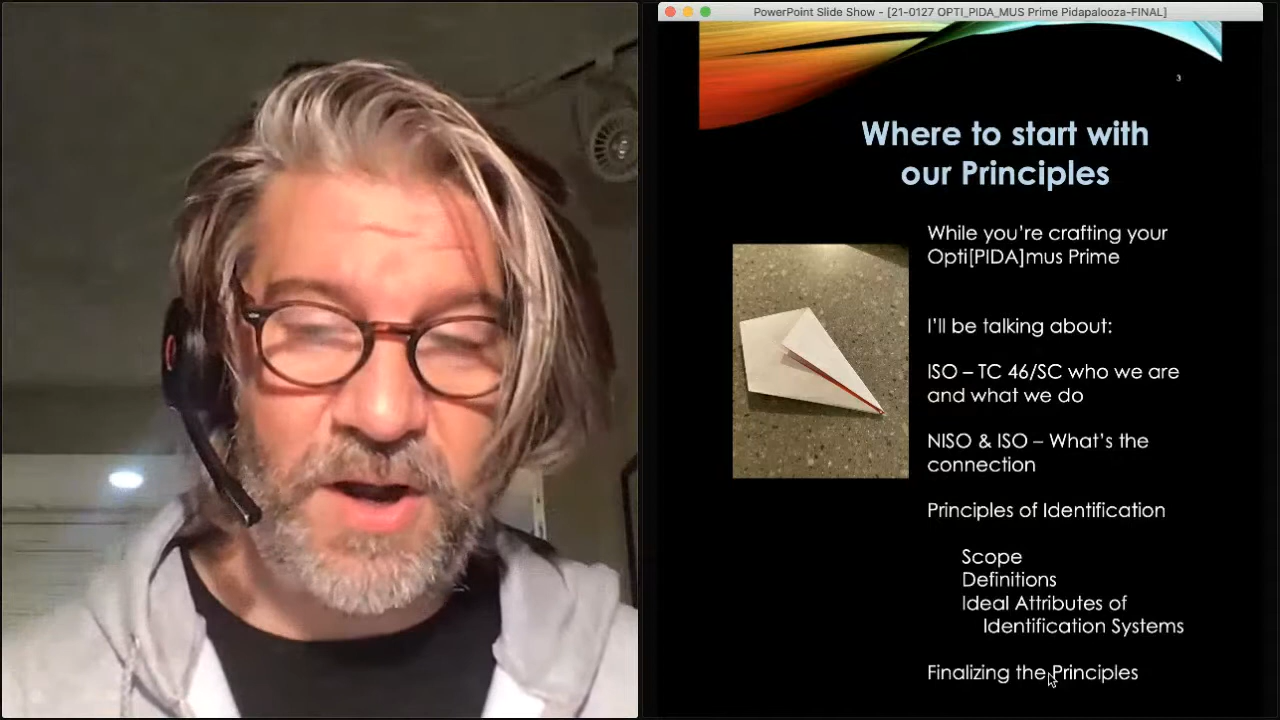 PowerPoint Slide Show - [21-0127 OPTI_PIDA_MUS Prime Pidapalooza-FINAL]
3
Where to start with
our Principles
While you're crafting your
Opti[PIDA]mus Prime
I'll be talking about:
ISO – TC 46/SC who we are
and what we do
NISO & ISO – What's the
connection
Principles of Identification
Scope
Definitions
Ideal Attributes of
Identification Systems
Finalizing the Principles